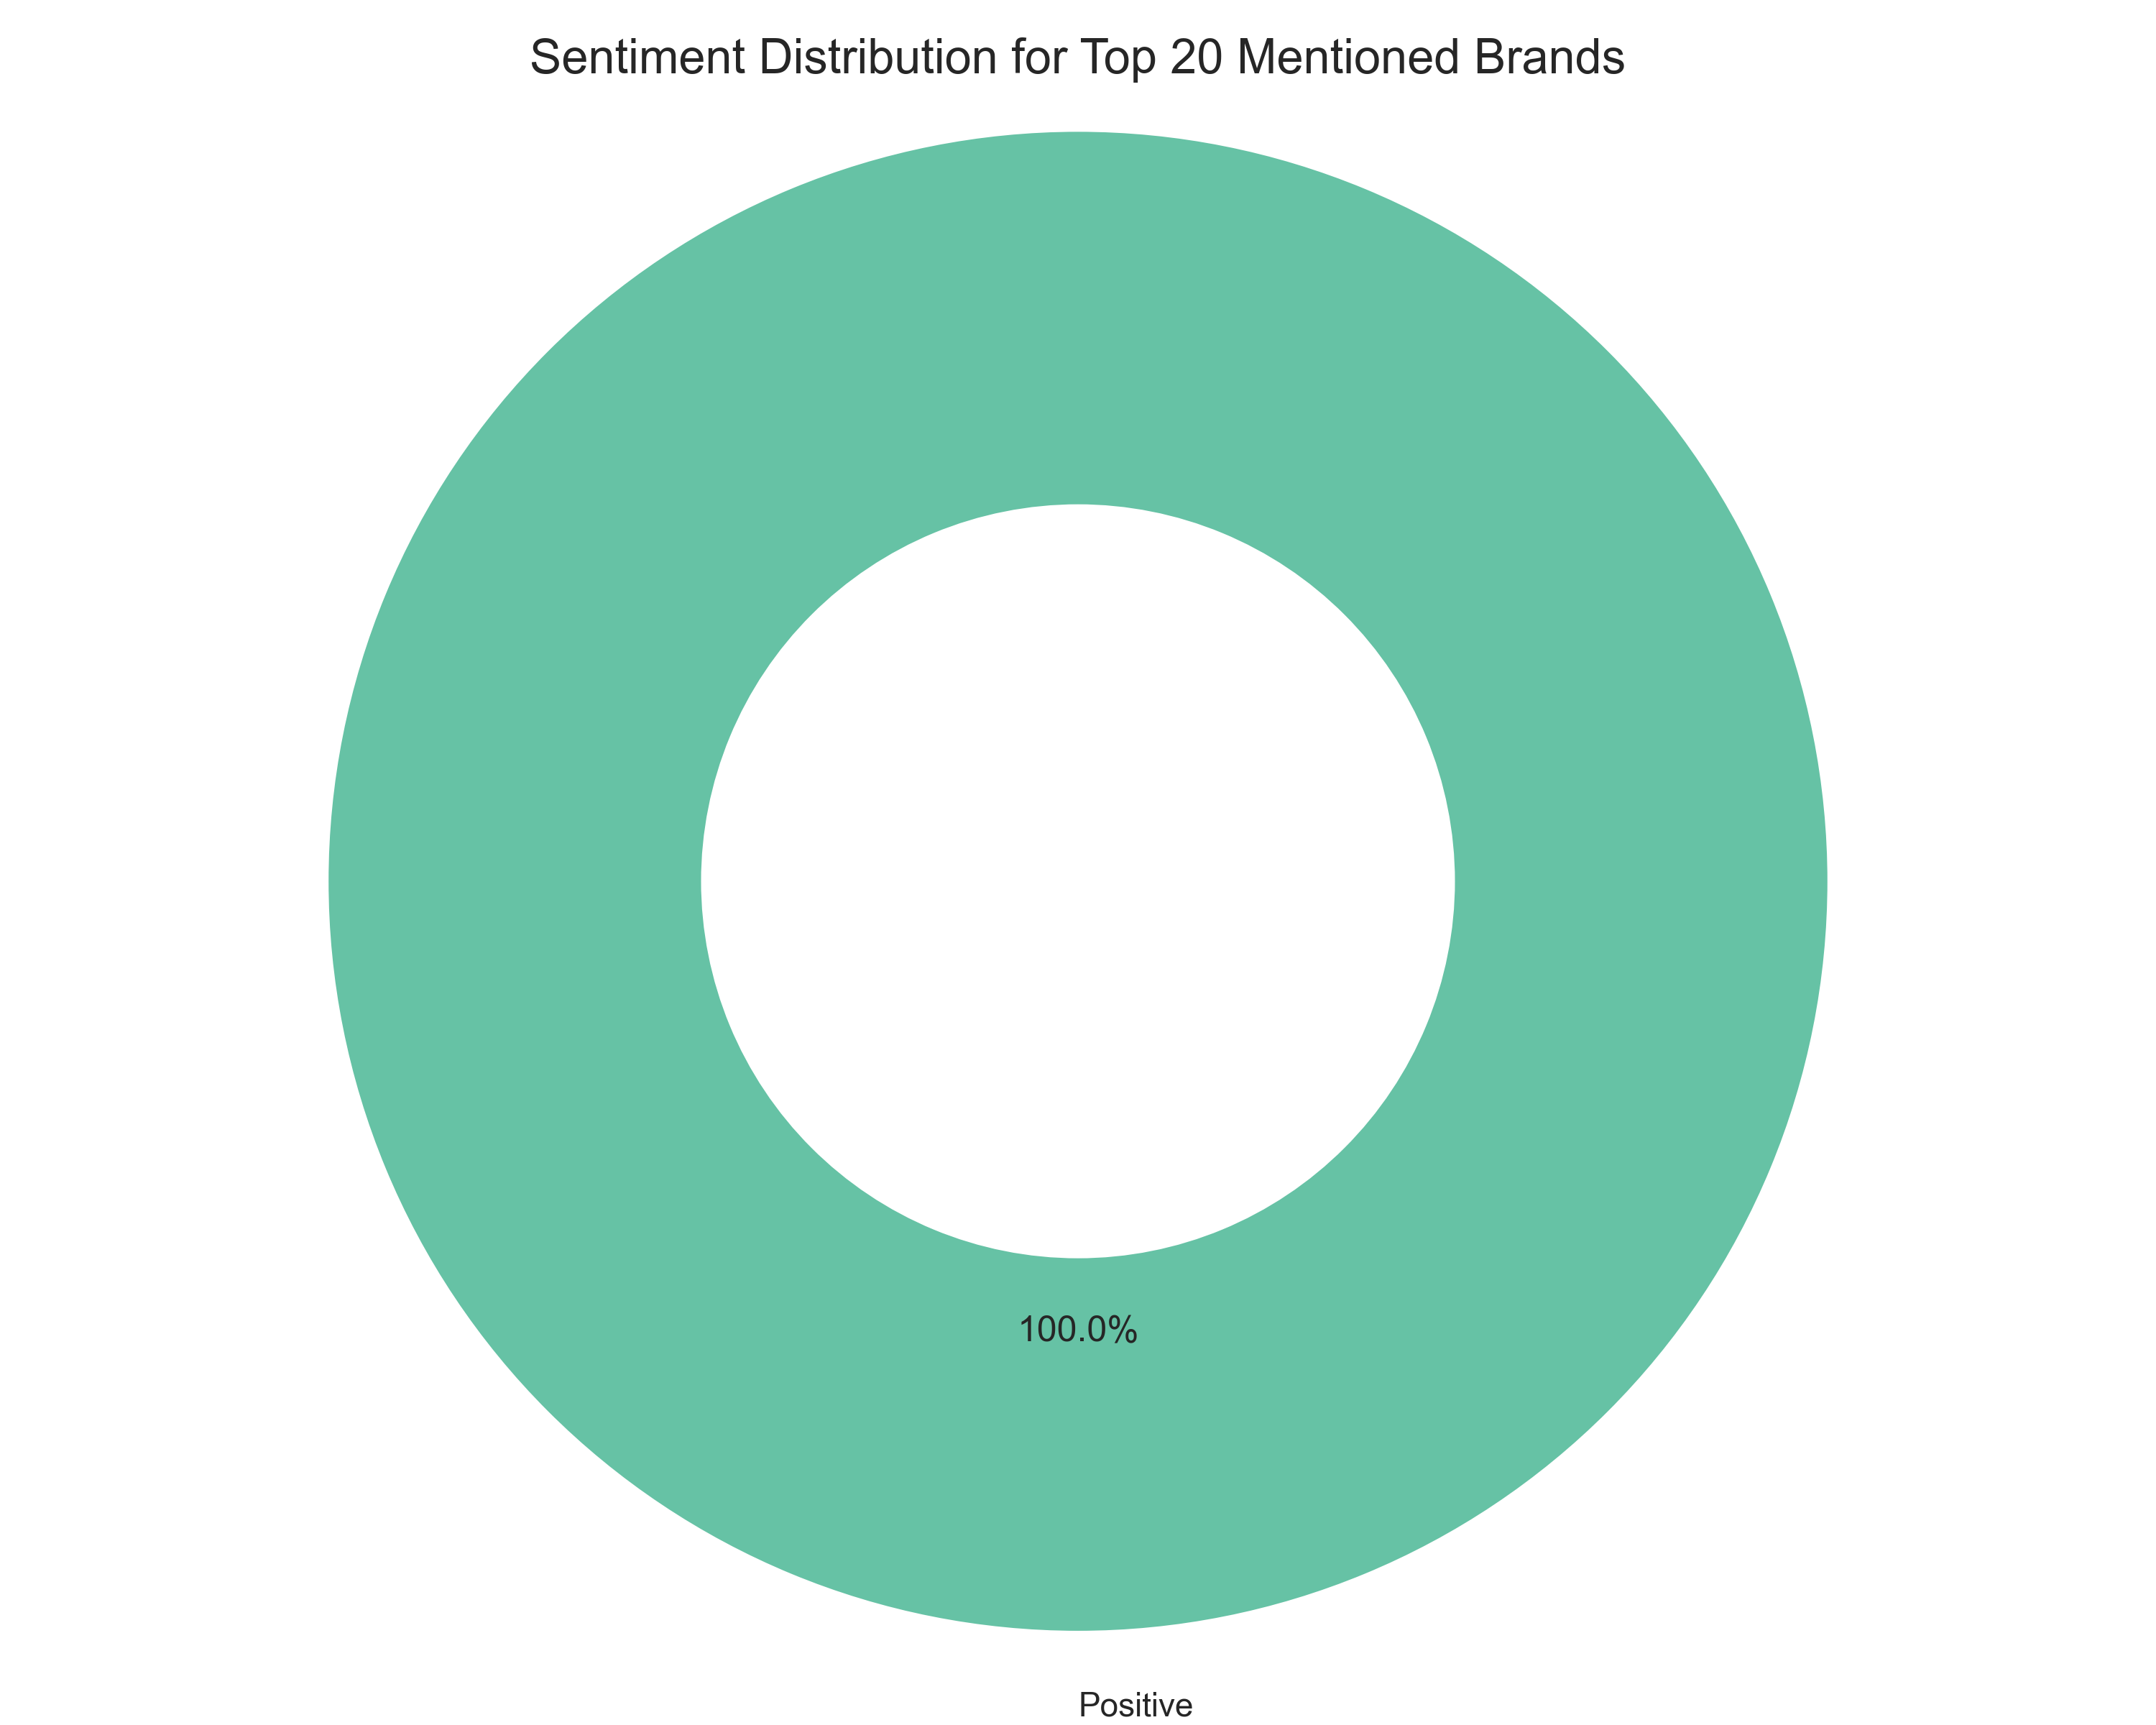 Sentiment Distribution for Top 20 Mentioned Brands
100.0%
Positive